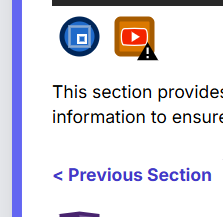 This section provides
information to ensure
< Previous Section